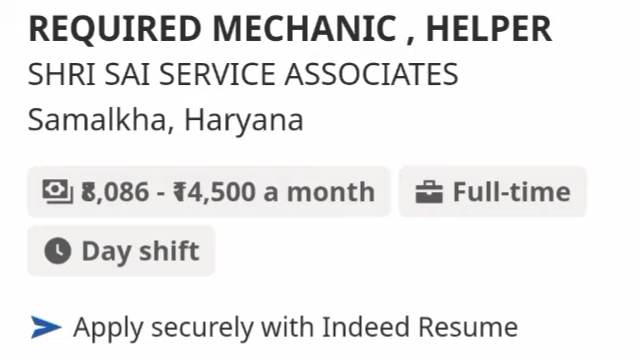 REQUIRED MECHANIC , HELPER
SHRI SAI SERVICE ASSOCIATES
Samalkha, Haryana
₹8,086 - ₹14,500 a month
Full-time
Day shift
Apply securely with Indeed Resume